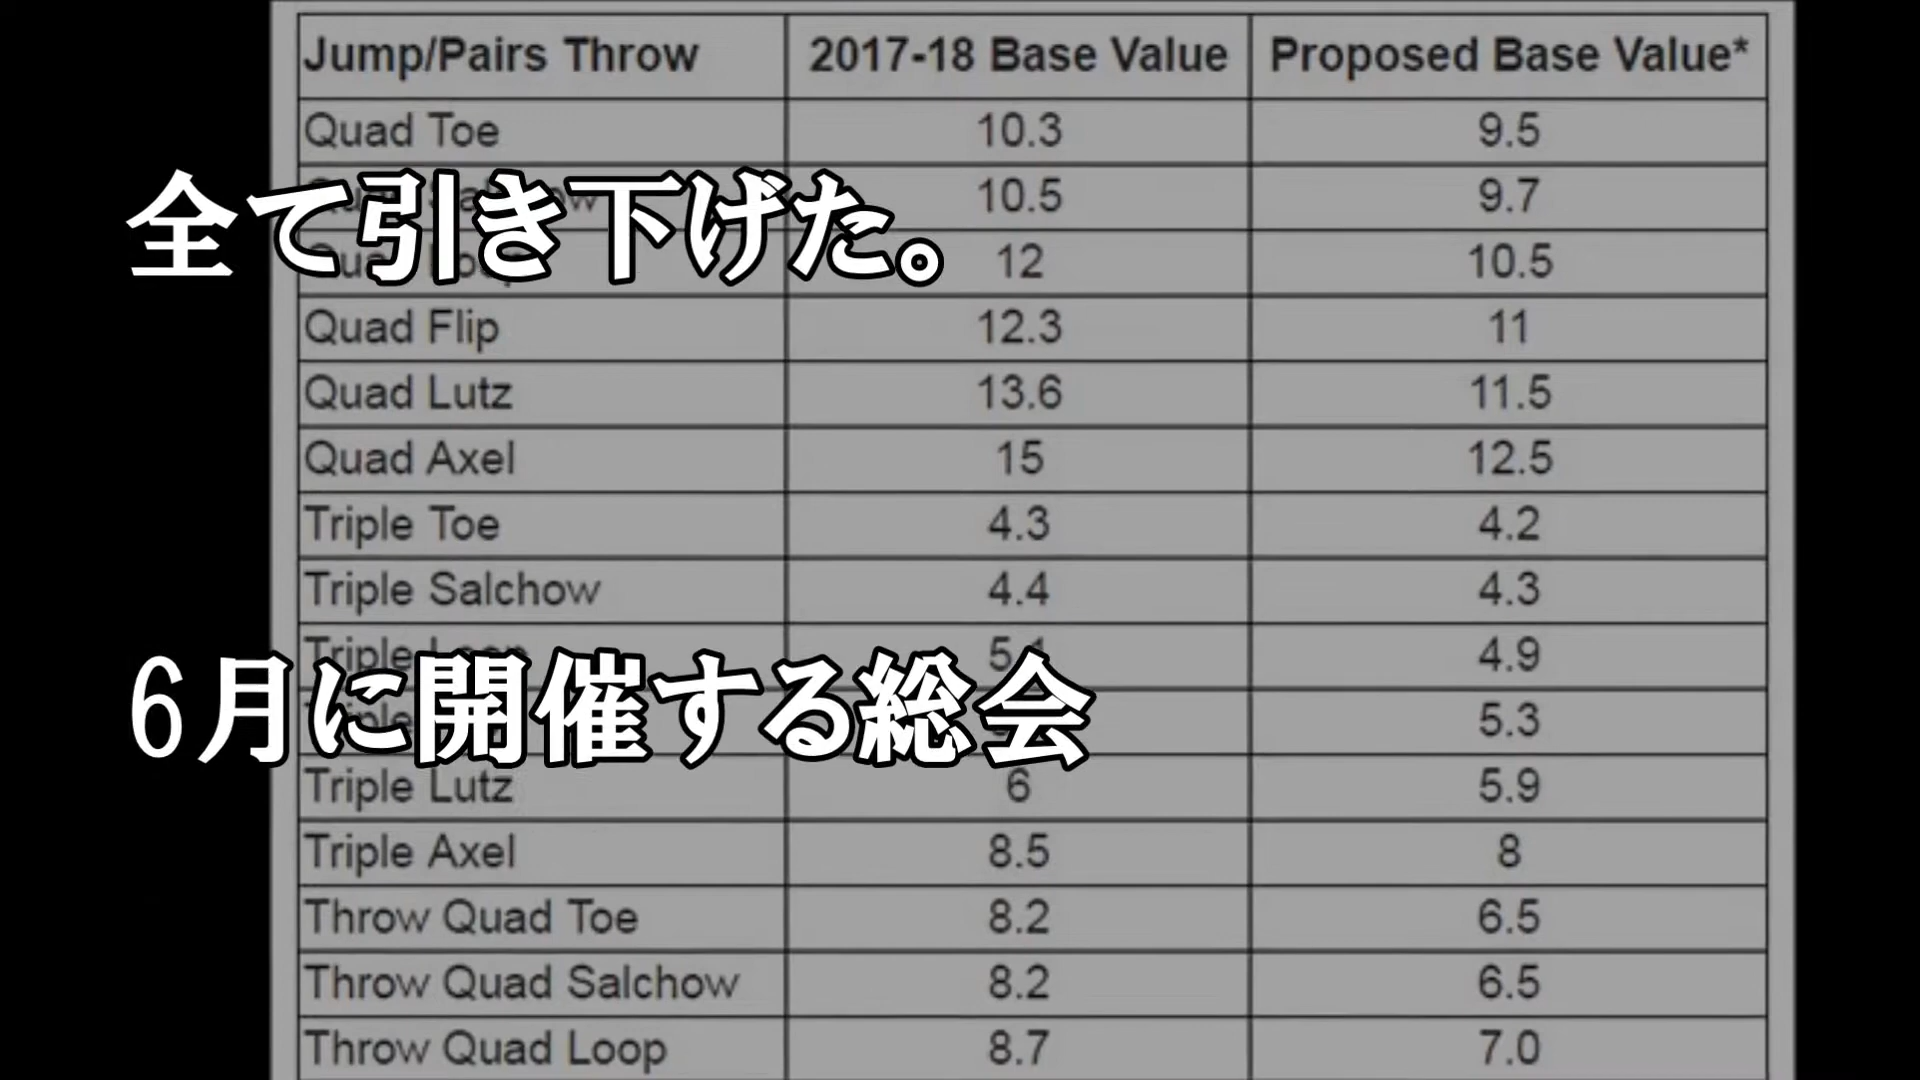 Jump/Pairs Throw 2017-18 Base Value Proposed Base Value*
Quad Toe 10.3 9.5
10.5 9.7
全て引き下げた。
12 10.5
Quad Flip 12.3 11
Quad Lutz 13.6 11.5
Quad Axel 15 12.5
Triple Toe 4.3 4.2
Triple Salchow 4.4 4.3
Triple 4.9
6月に開催する総会
5.3
Triple Lutz 6 5.9
Triple Axel 8.5 8
Throw Quad Toe 8.2 6.5
Throw Quad Salchow 8.2 6.5
Throw Quad Loop 8.7 7.0